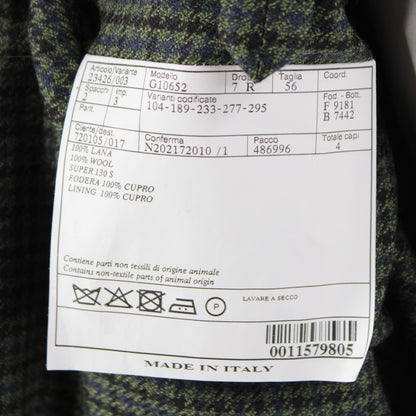 Articolo/Variante Modello Drop Taglia Coord.
23426/003 G10652 7 R 56
Spacchi Imp. Varianti codificate Fod. - Bott.
3 104-189-233-277-295 F 9181
Part. B 7442
Cliente/dest. Conferma Pacco Totale capi
720105/017 N202172010 /1 486996 4
100% LANA
100% WOOL
SUPER 130 S
FODERA 100% CUPRO
LINING 100% CUPRO
Contiene parti non tessili di origine animale
Contains non-textile parts of animal origin
P
LAVARE A SECCO
0011579805
MADE IN ITALY